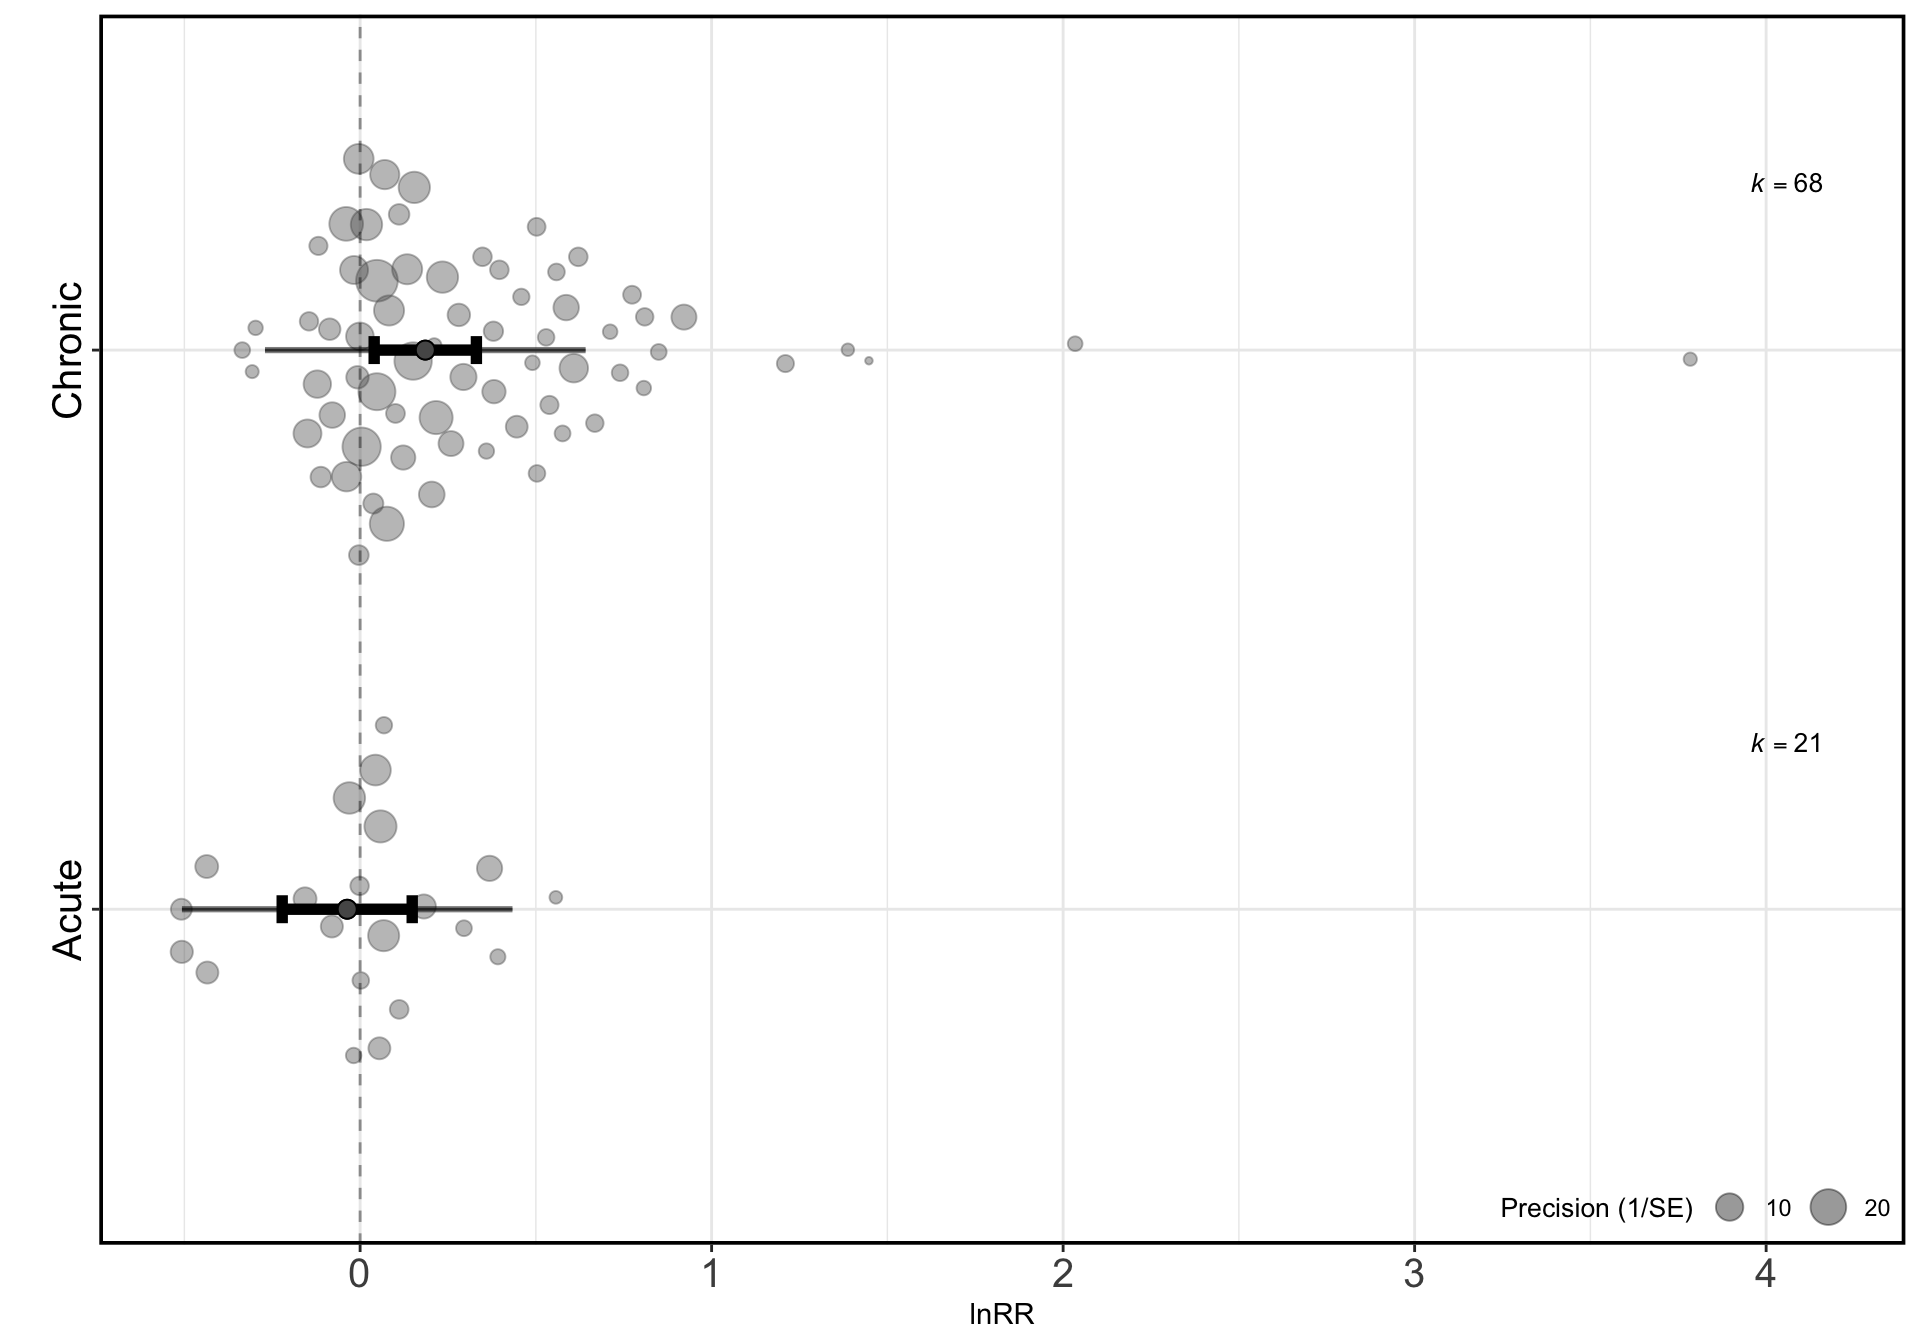 Chronic
k = 68
Acute
k = 21
Precision (1/SE) 10 20
0 1 2 3 4
lnRR